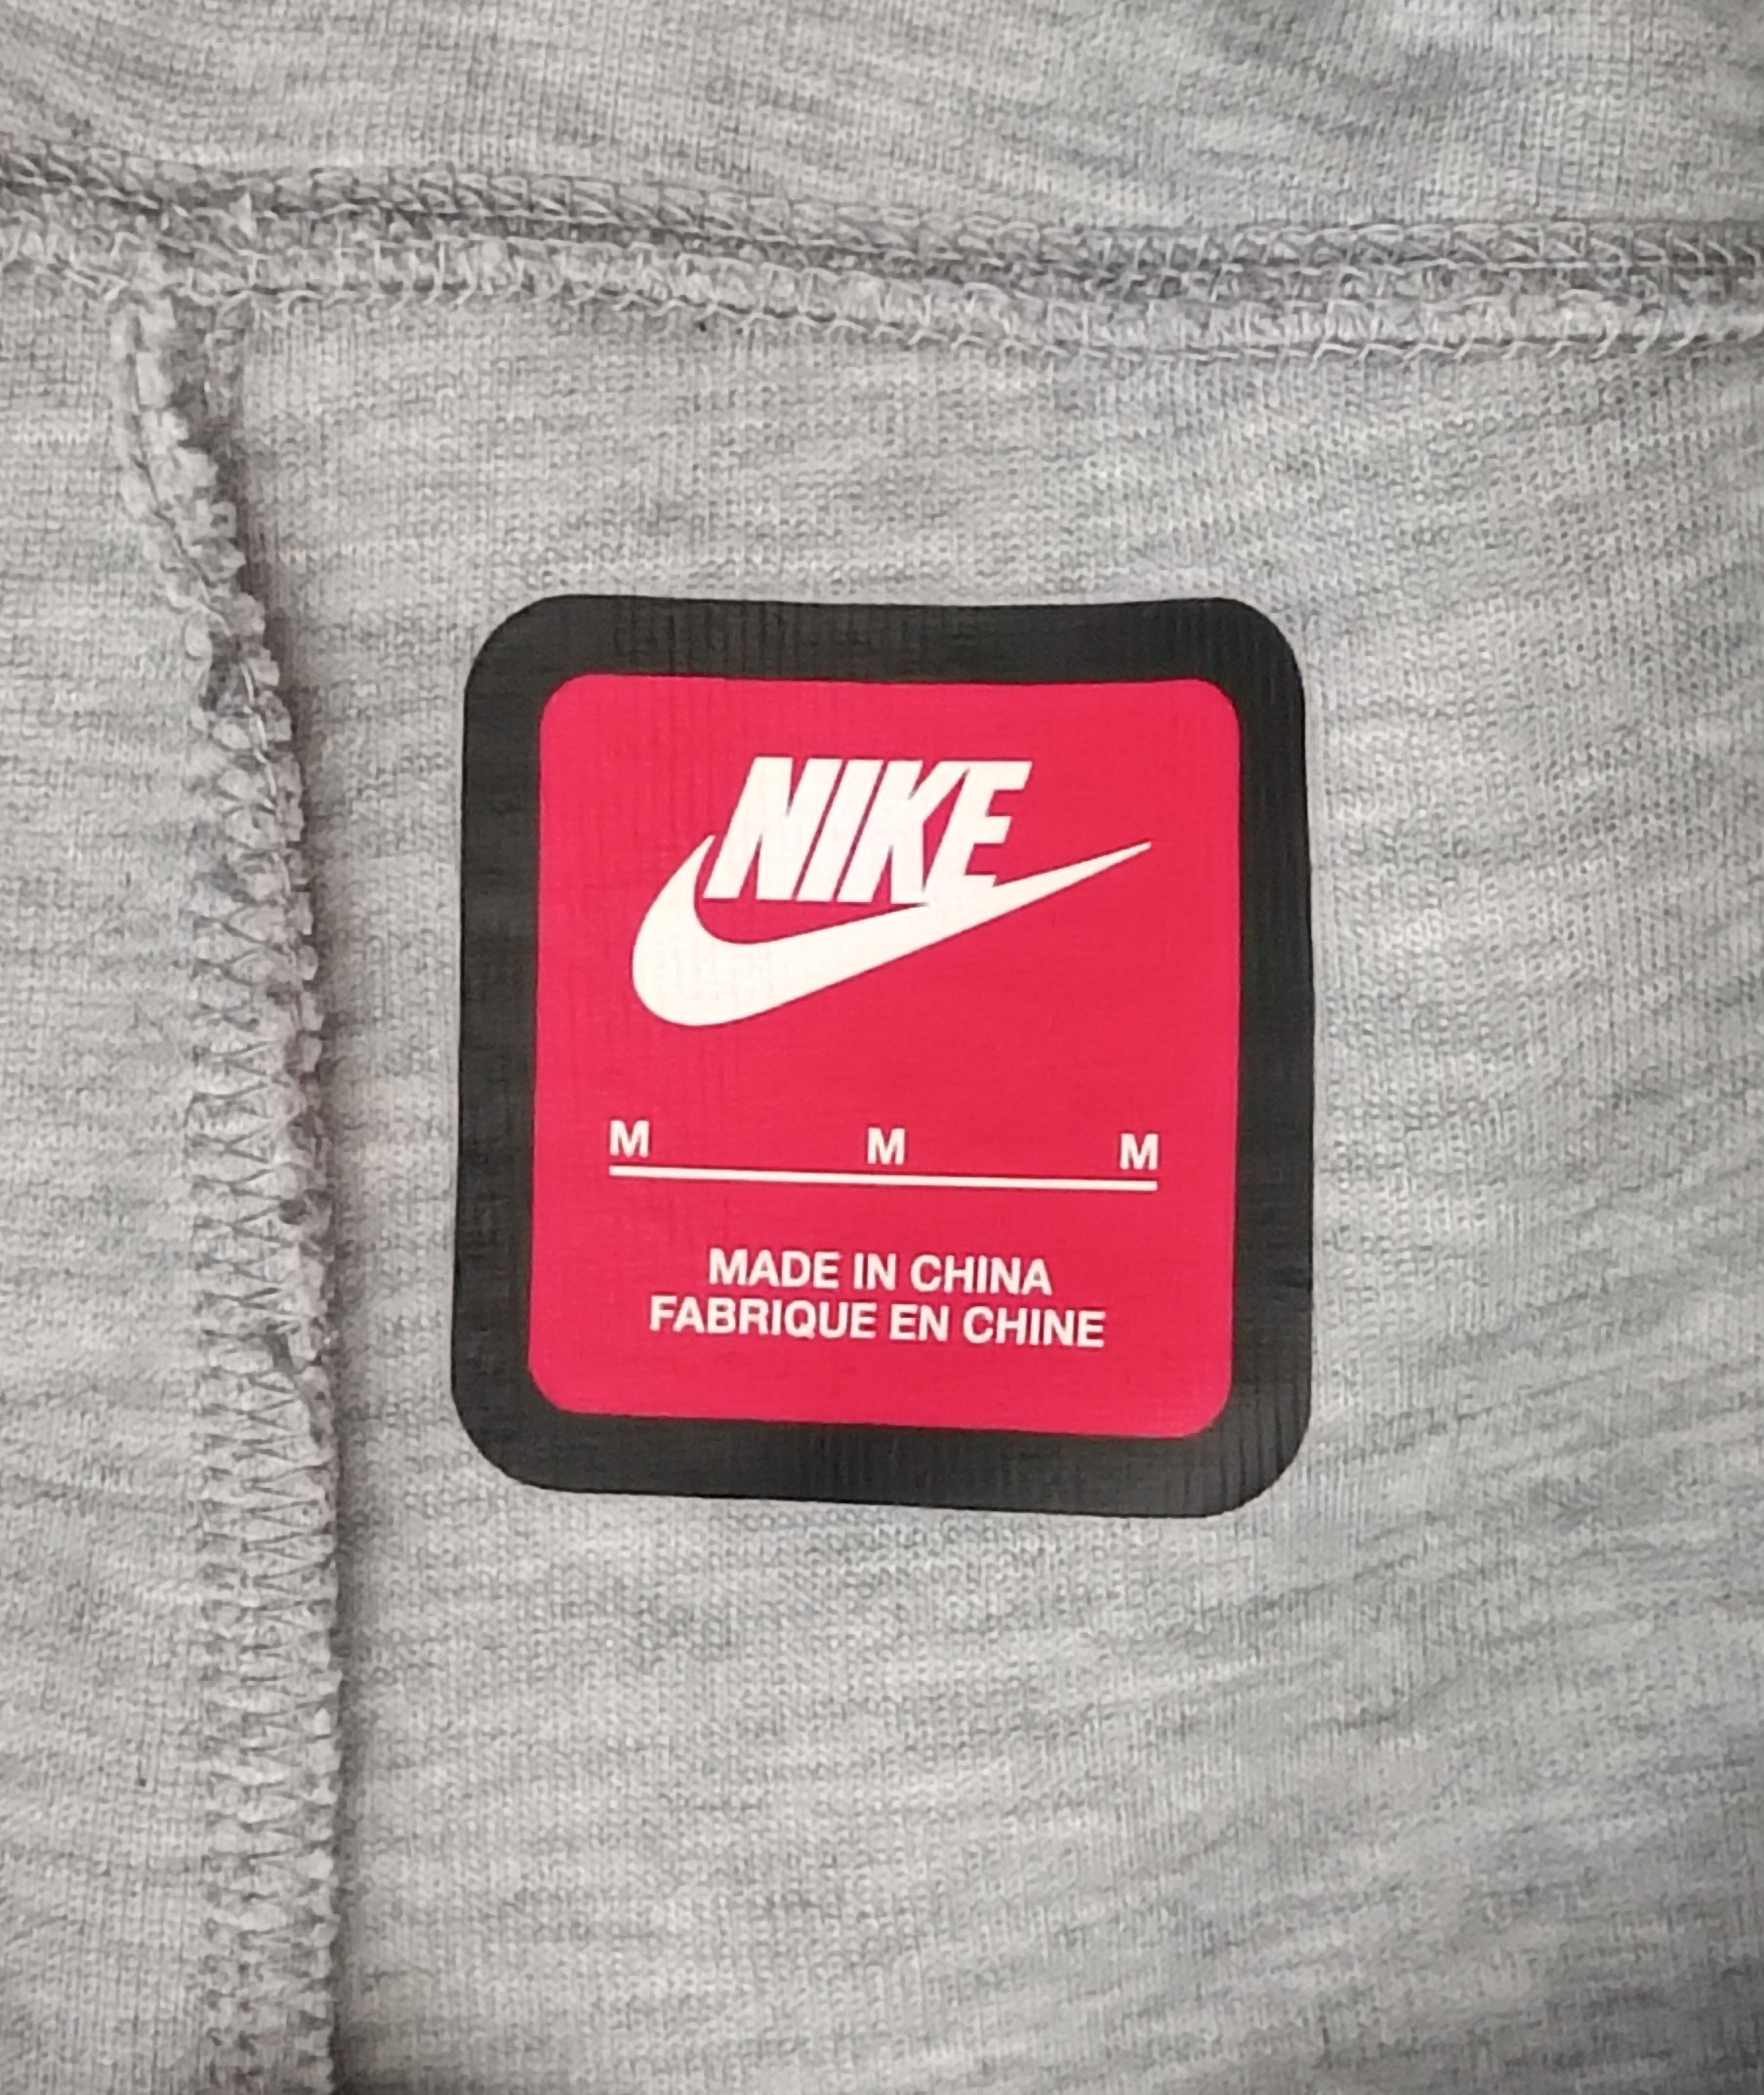 NIKE
M M M
MADE IN CHINA
FABRIQUE EN CHINE